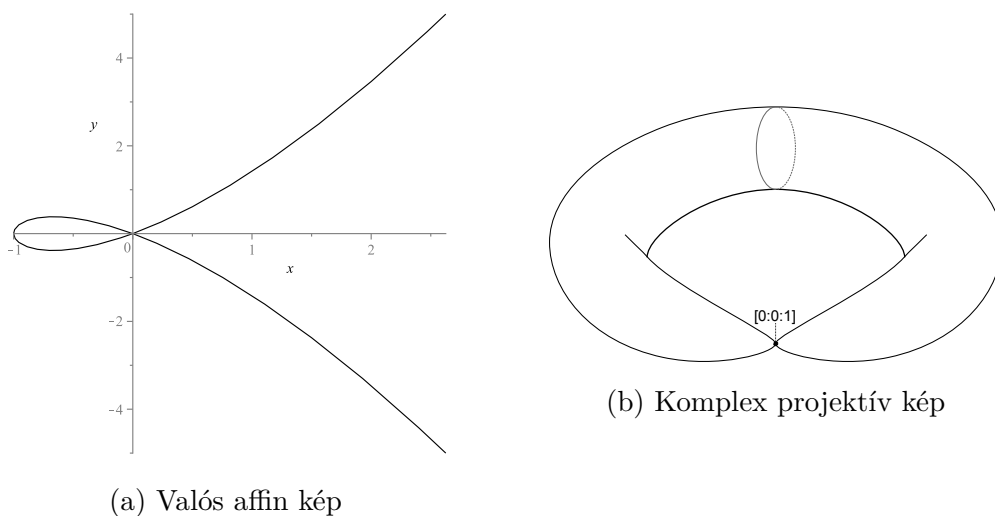 4
2
y
-1
0
1
2
x
-2
-4
(a) Valós affin kép
[0:0:1]
(b) Komplex projektív kép